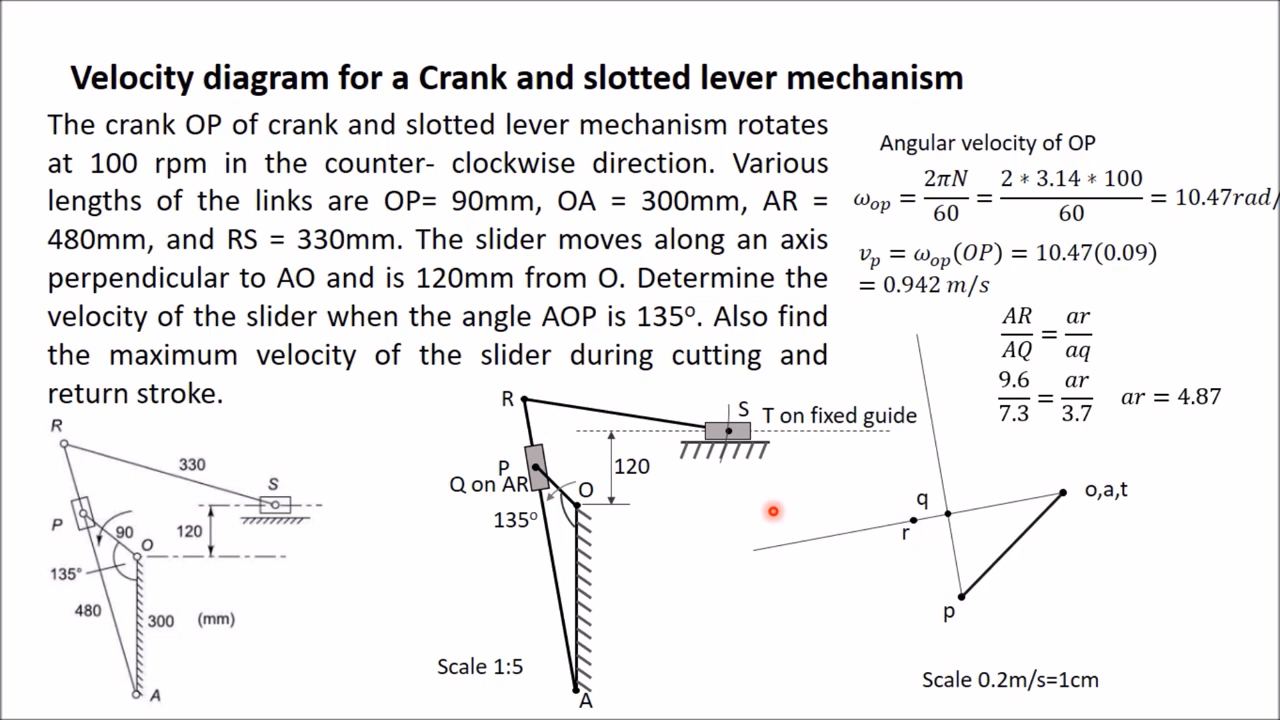 Velocity diagram for a Crank and slotted lever mechanism
The crank OP of crank and slotted lever mechanism rotates
at 100 rpm in the counter- clockwise direction. Various
lengths of the links are OP= 90mm, OA = 300mm, AR =
480mm, and RS = 330mm. The slider moves along an axis
perpendicular to AO and is 120mm from O. Determine the
velocity of the slider when the angle AOP is 135º. Also find
the maximum velocity of the slider during cutting and
return stroke.
Angular velocity of OP
ω_op = 2πN/60 = 2 * 3.14 * 100/60 = 10.47rad/
v_p = ω_op(OP) = 10.47(0.09)
= 0.942 m/s
AR/AQ = ar/aq
9.6/7.3 = ar/3.7 ar = 4.87
R
330
S
P
90
O
120
135°
480
300
(mm)
A
R
S
T on fixed guide
P
Q on AR
120
O
135º
Scale 1:5
A
q
o,a,t
r
p
Scale 0.2m/s=1cm